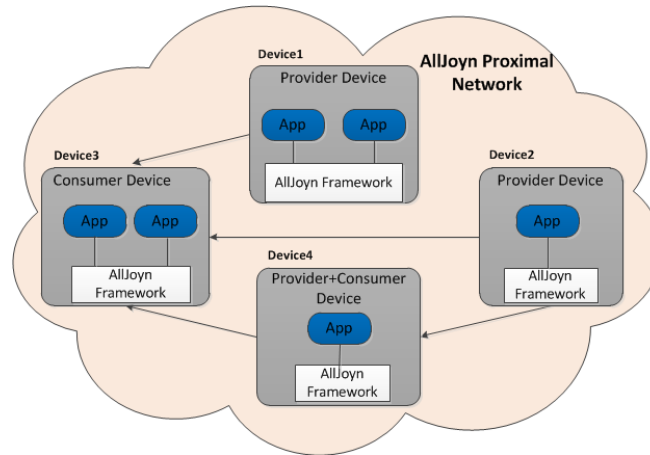 AllJoyn Proximal
Network
Device1
Provider Device
App
App
AllJoyn Framework
Device3
Consumer Device
App
App
AllJoyn
Framework
Device2
Provider Device
App
AllJoyn
Framework
Device4
Provider+Consumer
Device
App
AllJoyn
Framework